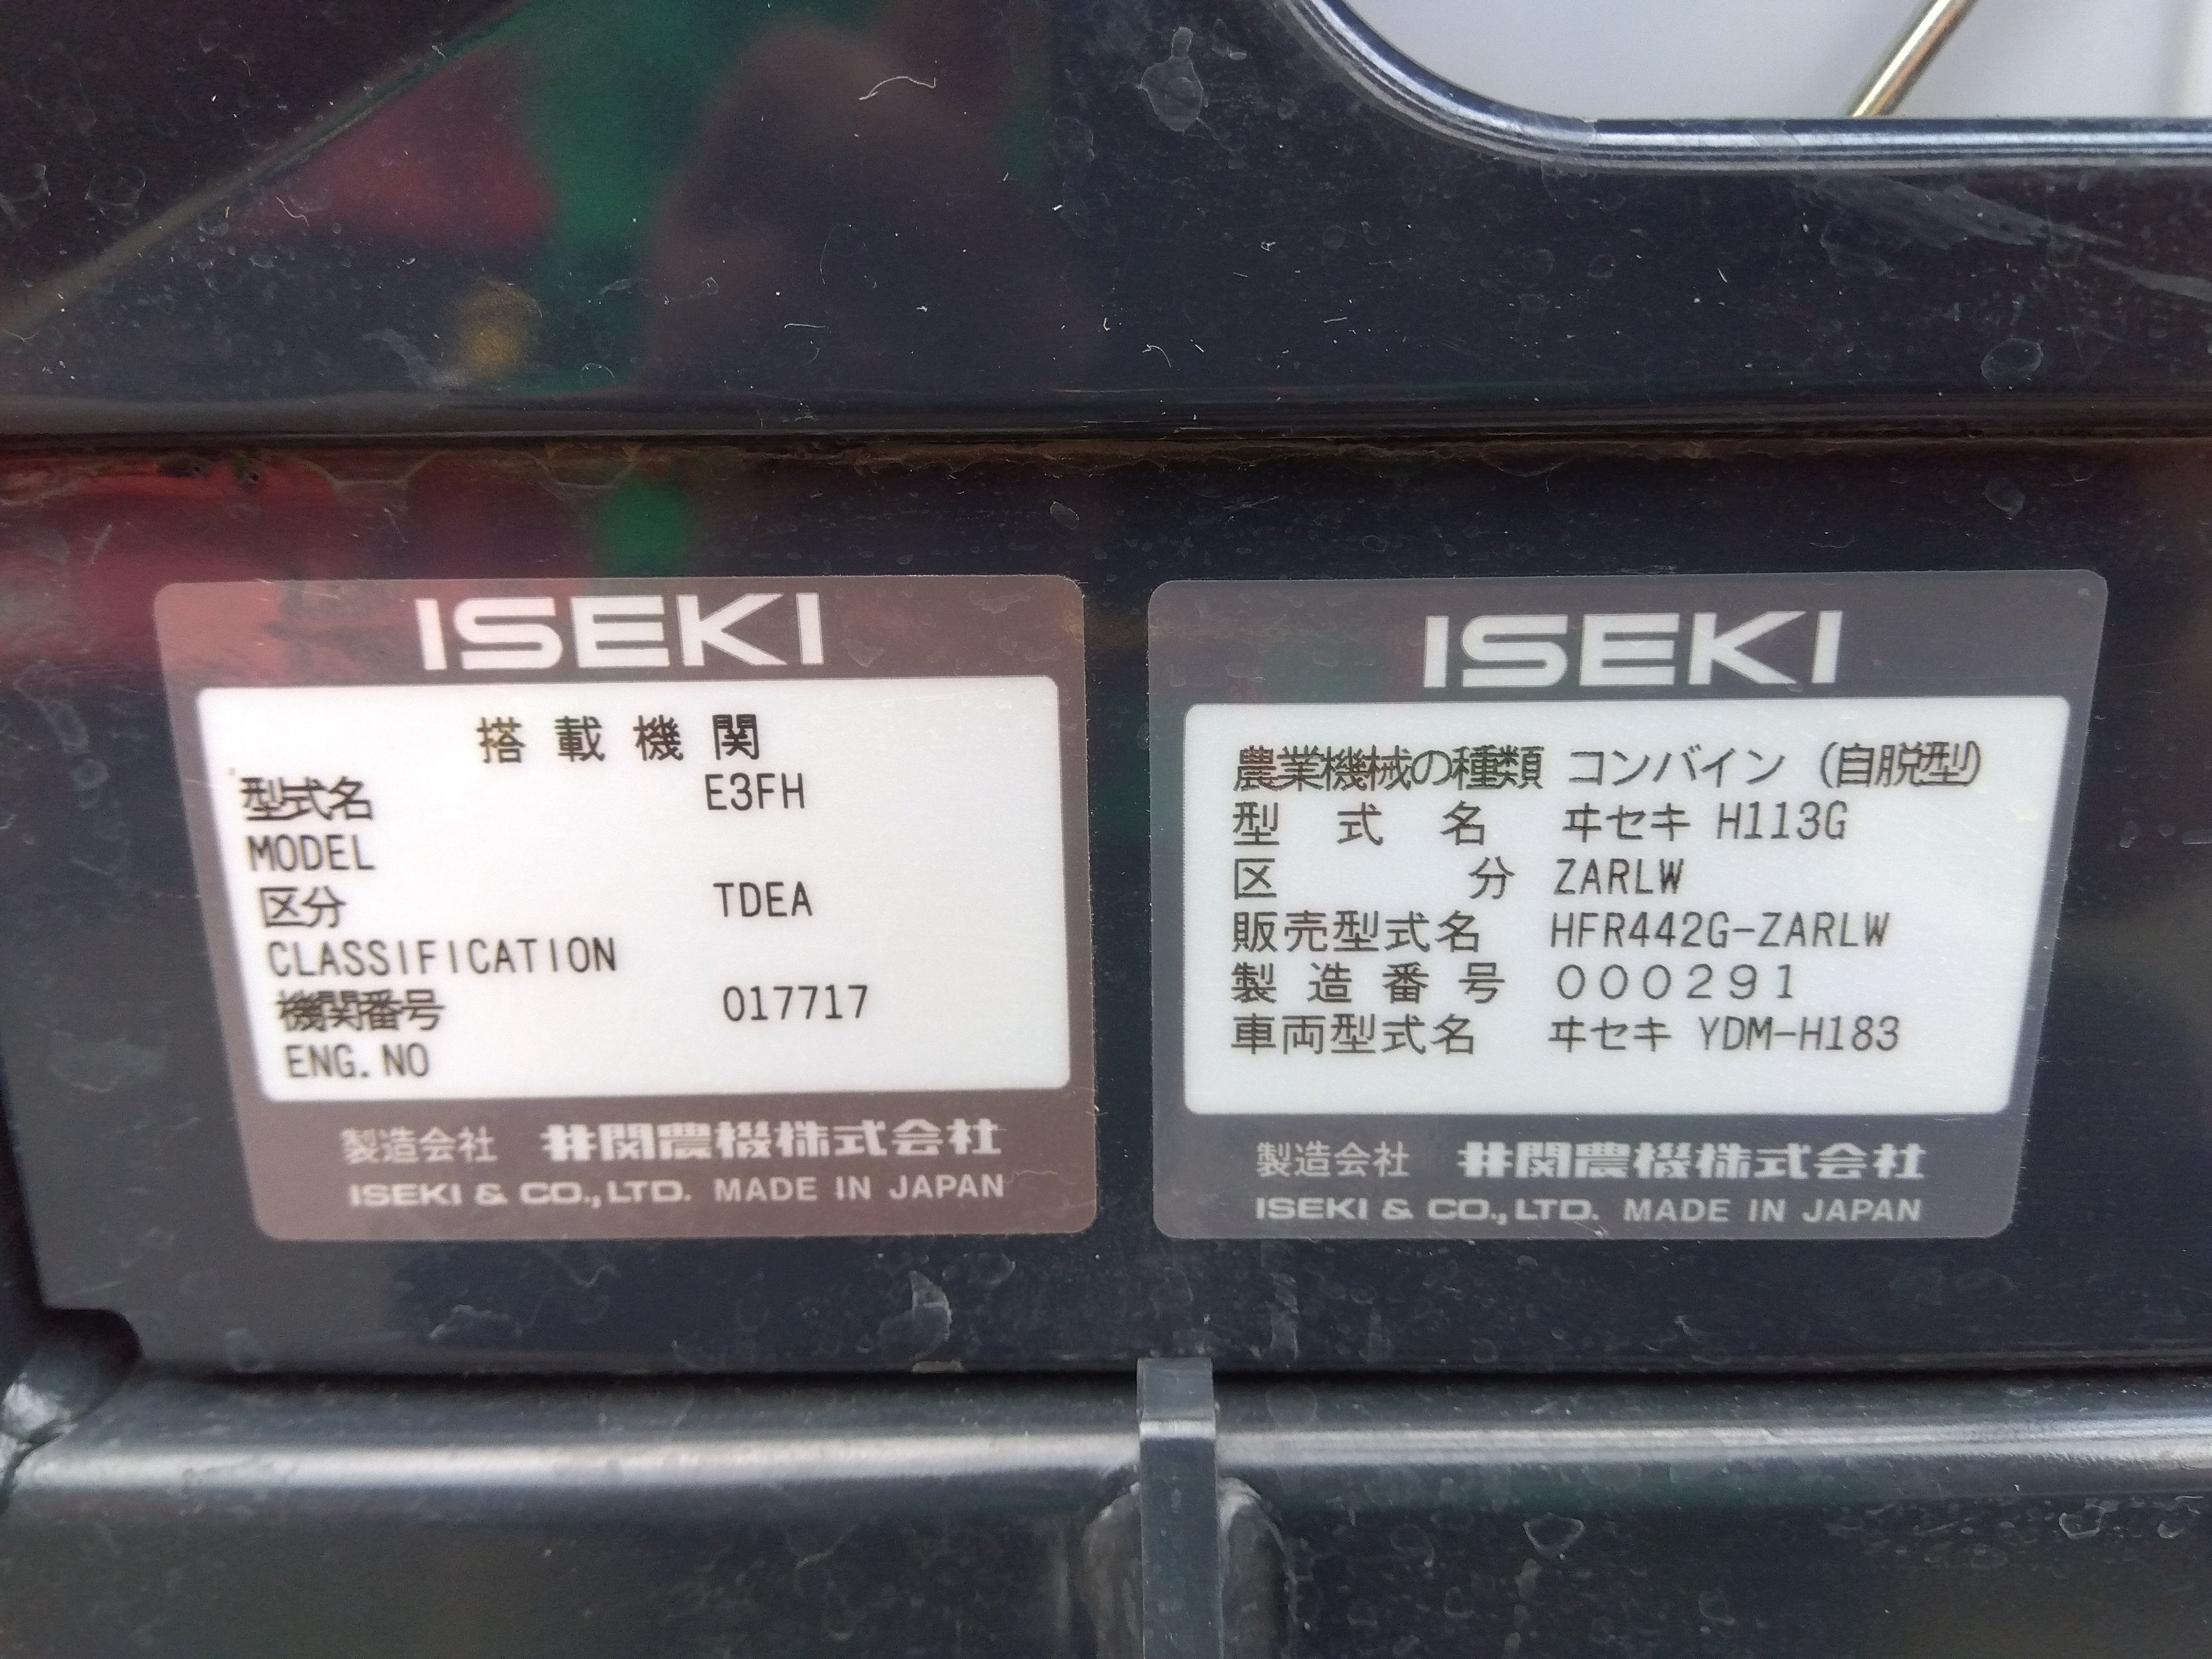 ISEKI
搭載機関
型式名 E3FH
MODEL
区分 TDEA
CLASSIFICATION
機関番号 017717
ENG.NO
製造会社 井関農機株式会社
ISEKI & CO.,LTD. MADE IN JAPAN
ISEKI
農業機械の種類 コンバイン (自脱型)
型式名 ヰセキ H113G
区分 ZARLW
販売型式名 HFR442G-ZARLW
製造番号 000291
車両型式名 ヰセキ YDM-H183
製造会社 井関農機株式会社
ISEKI & CO.,LTD. MADE IN JAPAN